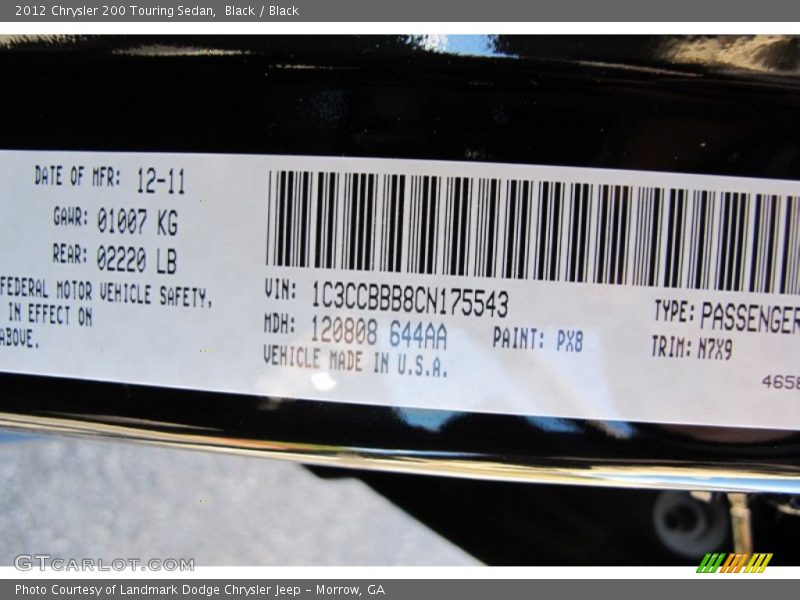 2012 Chrysler 200 Touring Sedan, Black / Black
DATE OF MFR: 12-11
GAWR: 01007 KG
REAR: 02220 LB
FEDERAL MOTOR VEHICLE SAFETY,
IN EFFECT ON
ABOVE.
VIN: 1C3CCBBB8CN175543
MDH: 120808 644AA
PAINT: PX8
VEHICLE MADE IN U.S.A.
TYPE: PASSENGER
TRIM: N7X9
4658
GTCARLOT.COM
Photo Courtesy of Landmark Dodge Chrysler Jeep – Morrow, GA